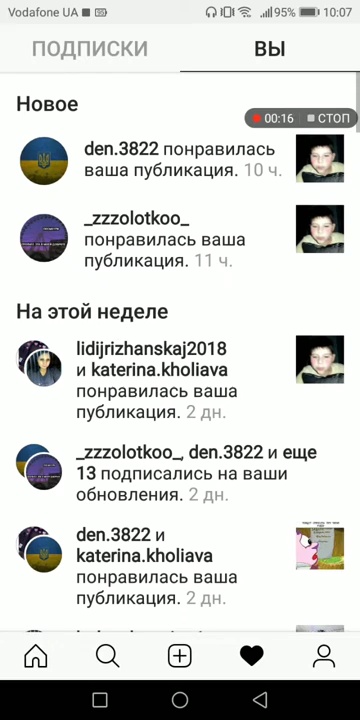 Vodafone UA 95% 10:07
ПОДПИСКИ ВЫ
Новое
00:16 СТОП
den.3822 понравилась
ваша публикация. 10 ч.
_zzzolotkoo_
понравилась ваша
публикация. 11 ч.
На этой неделе
lidijrizhanskaj2018
и katerina.kholiava
понравилась ваша
публикация. 2 дн.
_zzzolotkoo_, den.3822 и еще
13 подписались на ваши
обновления. 2 дн.
den.3822 и
katerina.kholiava
понравилась ваша
публикация. 2 дн.